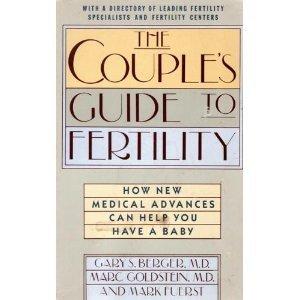 WITH A DIRECTORY OF LEADING FERTILITY
SPECIALISTS AND FERTILITY CENTERS
THE
COUPLE'S
GUIDE TO
FERTILITY
HOW NEW
MEDICAL ADVANCES
CAN HELP YOU
HAVE A BABY
GARY S. BERGER, M.D.
MARC GOLDSTEIN, M.D.
AND MARK FUERST